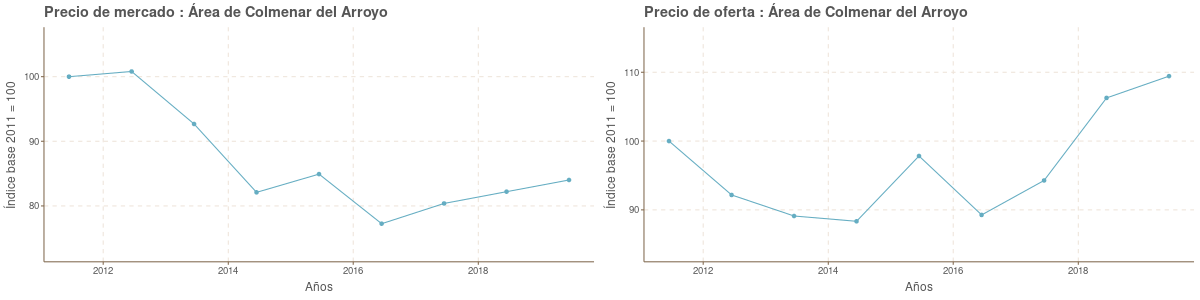 Precio de mercado : Área de Colmenar del Arroyo
Índice base 2011 = 100
100
90
80
2012
2014
2016
2018
Años
Precio de oferta : Área de Colmenar del Arroyo
Índice base 2011 = 100
110
100
90
2012
2014
2016
2018
Años